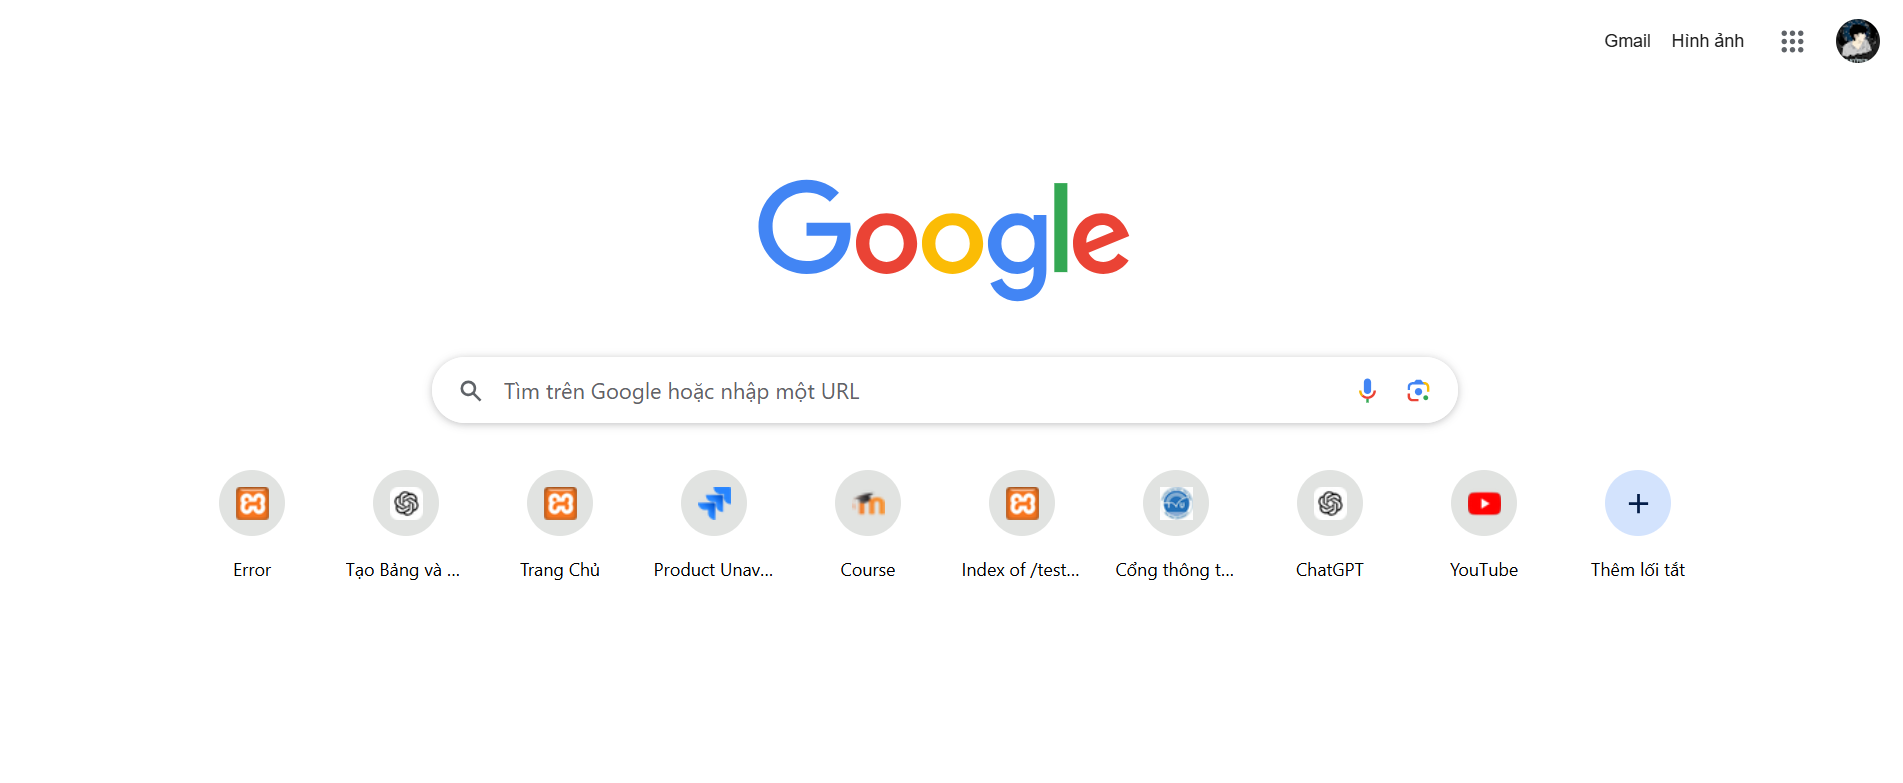 Gmail Hình ảnh
Google
Tìm trên Google hoặc nhập một URL
Error Tạo Bảng và ... Trang Chủ Product Unav... Course Index of /test... Cổng thông t... ChatGPT YouTube Thêm lối tắt